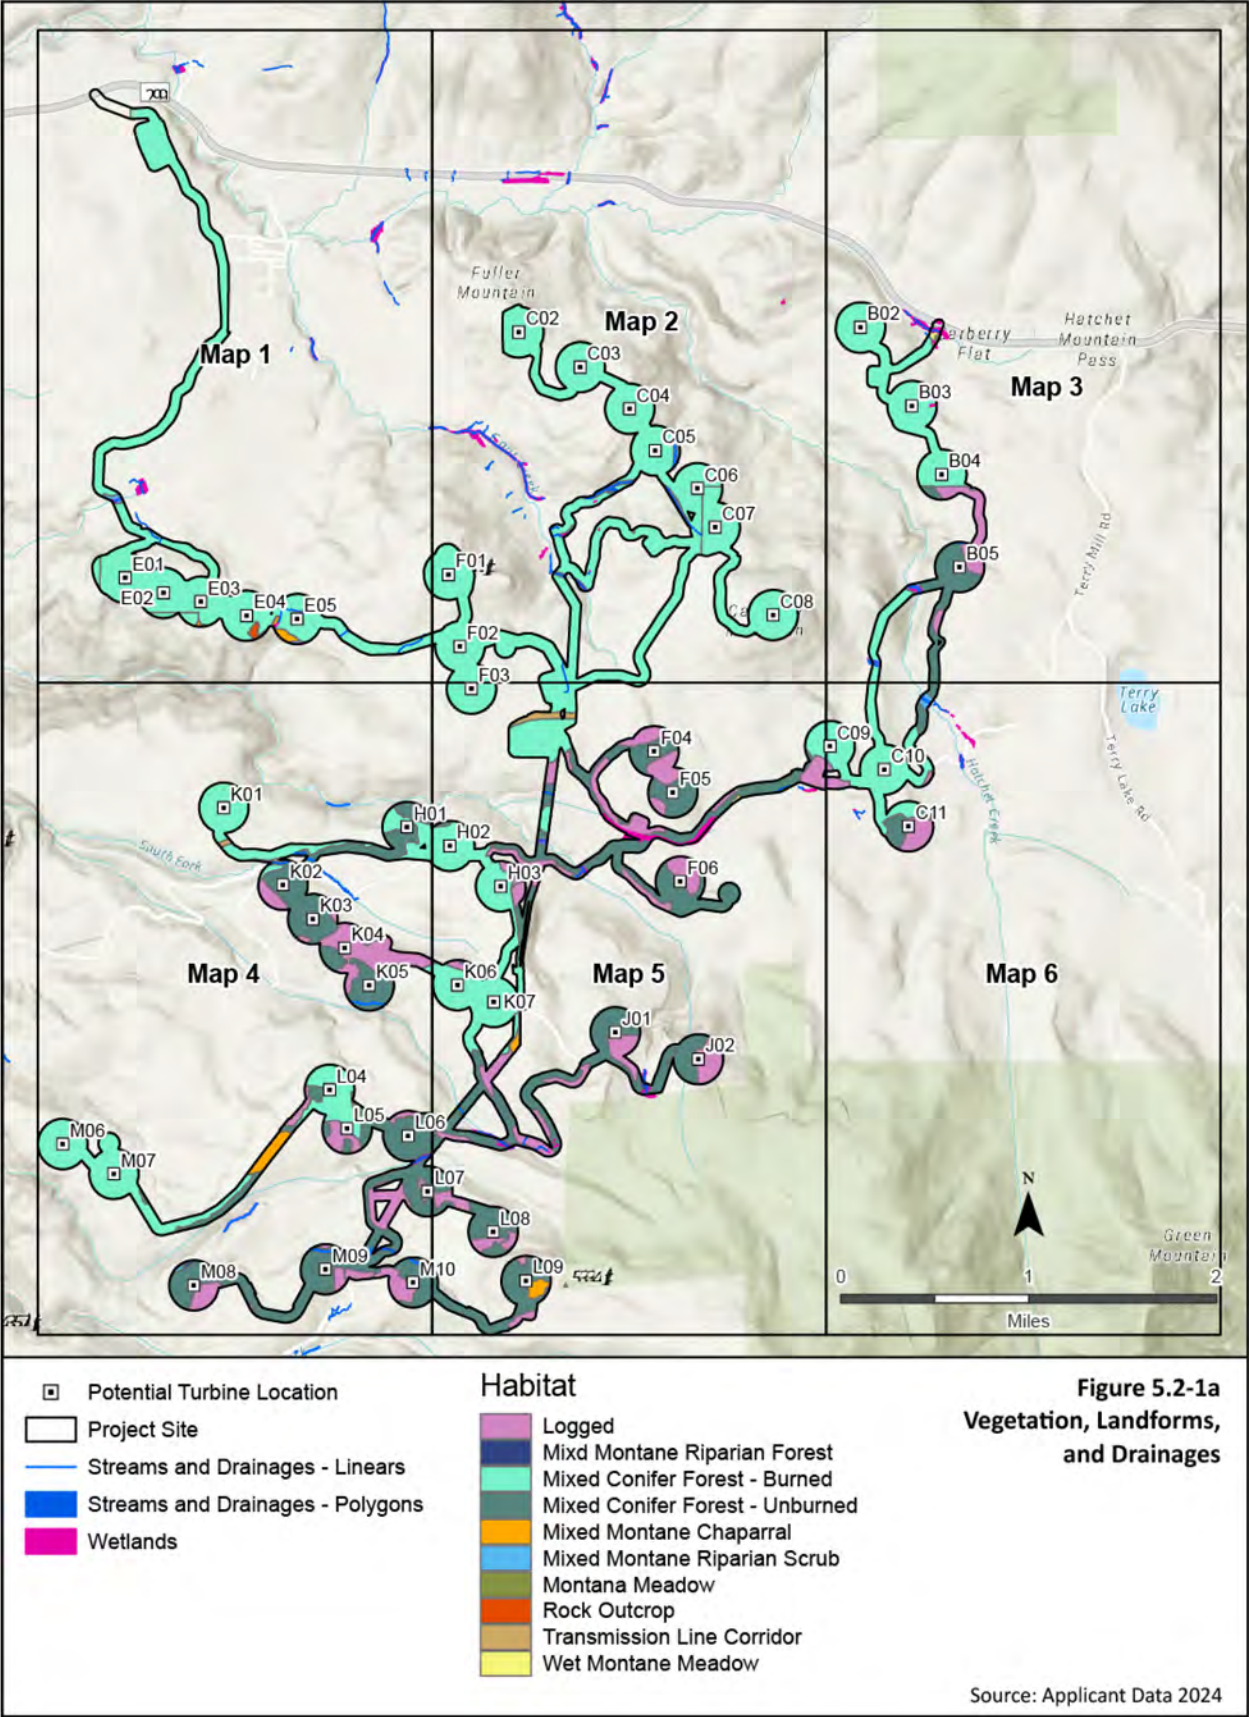 299
Fuller
Mountain
C02
Map 2
B02
Hatchet
Mountain
Pass
Flat
Map 1
C03
Map 3
C04
B03
C05
B04
C06
C07
B05
Terry Mill Rd
E01
F01
E02
E03
E04
E05
C08
F02
F03
Terry
Lake
C09
F04
C10
Terry Lake Rd
F05
K01
Hatchet Creek
H01
C11
H02
South Fork
K02
H03
F06
K03
K04
Map 4
K05
K06
Map 5
Map 6
K07
J01
J02
L04
L05
L06
M06
M07
L07
N
L08
Green
Mountain
M08
M09
M10
L09
0
1
2
Miles
Potential Turbine Location
Project Site
Streams and Drainages - Linears
Streams and Drainages - Polygons
Wetlands
Habitat
Logged
Mixd Montane Riparian Forest
Mixed Conifer Forest - Burned
Mixed Conifer Forest - Unburned
Mixed Montane Chaparral
Mixed Montane Riparian Scrub
Montana Meadow
Rock Outcrop
Transmission Line Corridor
Wet Montane Meadow
Figure 5.2-1a
Vegetation, Landforms,
and Drainages
Source: Applicant Data 2024